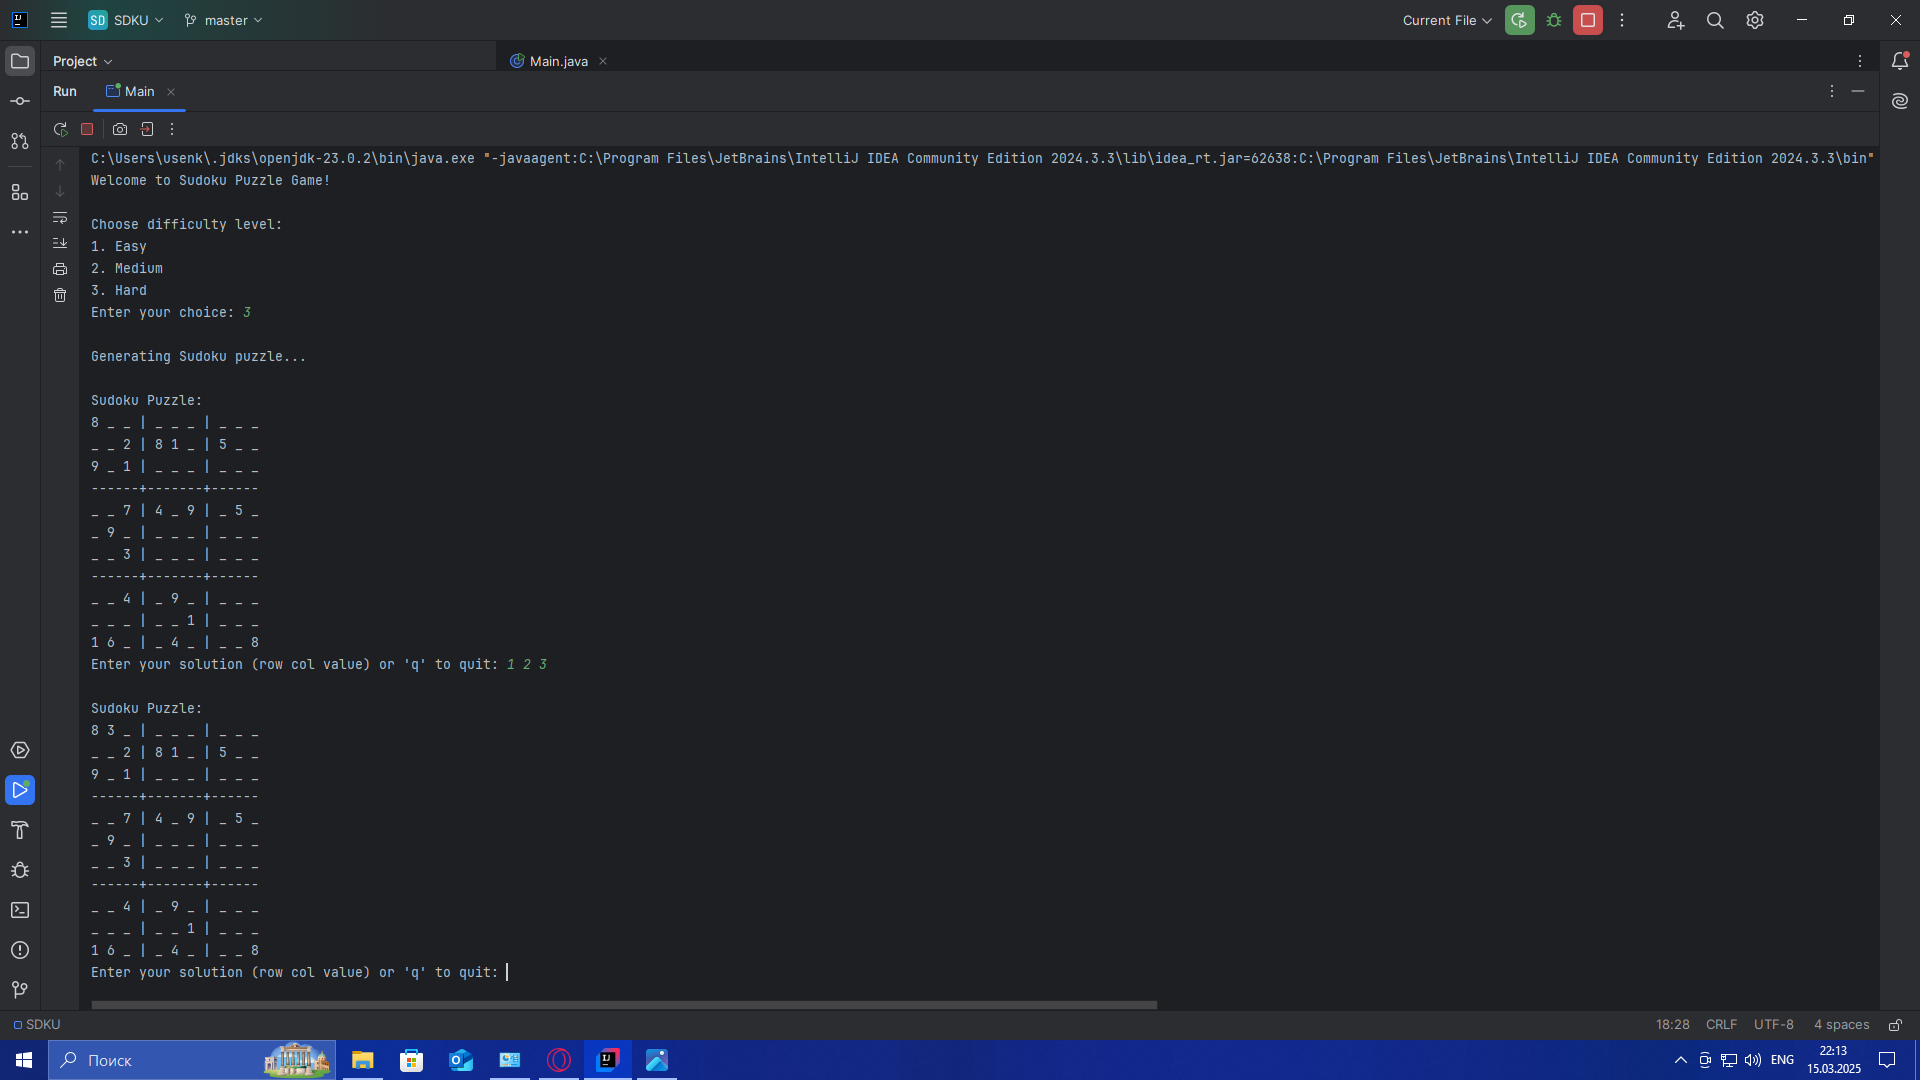 SD SDKU master Current File
Project Main.java
Run Main
C:\Users\usenk\.jdks\openjdk-23.0.2\bin\java.exe "-javaagent:C:\Program Files\JetBrains\IntelliJ IDEA Community Edition 2024.3.3\lib\idea_rt.jar=62638:C:\Program Files\JetBrains\IntelliJ IDEA Community Edition 2024.3.3\bin"
Welcome to Sudoku Puzzle Game!
Choose difficulty level:
1. Easy
2. Medium
3. Hard
Enter your choice: 3
Generating Sudoku puzzle...
Sudoku Puzzle:
8 _ _ | _ _ _ | _ _ _
_ _ 2 | 8 1 _ | 5 _ _
9 _ 1 | _ _ _ | _ _ _
------+-------+------
_ _ 7 | 4 _ 9 | _ 5 _
_ 9 _ | _ _ _ | _ _ _
_ _ 3 | _ _ _ | _ _ _
------+-------+------
_ _ 4 | _ 9 _ | _ _ _
_ _ _ | _ _ 1 | _ _ _
1 6 _ | _ 4 _ | _ _ 8
Enter your solution (row col value) or 'q' to quit: 1 2 3
Sudoku Puzzle:
8 3 _ | _ _ _ | _ _ _
_ _ 2 | 8 1 _ | 5 _ _
9 _ 1 | _ _ _ | _ _ _
------+-------+------
_ _ 7 | 4 _ 9 | _ 5 _
_ 9 _ | _ _ _ | _ _ _
_ _ 3 | _ _ _ | _ _ _
------+-------+------
_ _ 4 | _ 9 _ | _ _ _
_ _ _ | _ _ 1 | _ _ _
1 6 _ | _ 4 _ | _ _ 8
Enter your solution (row col value) or 'q' to quit:
SDKU 18:28 CRLF UTF-8 4 spaces
Поиск ENG 22:13
15.03.2025